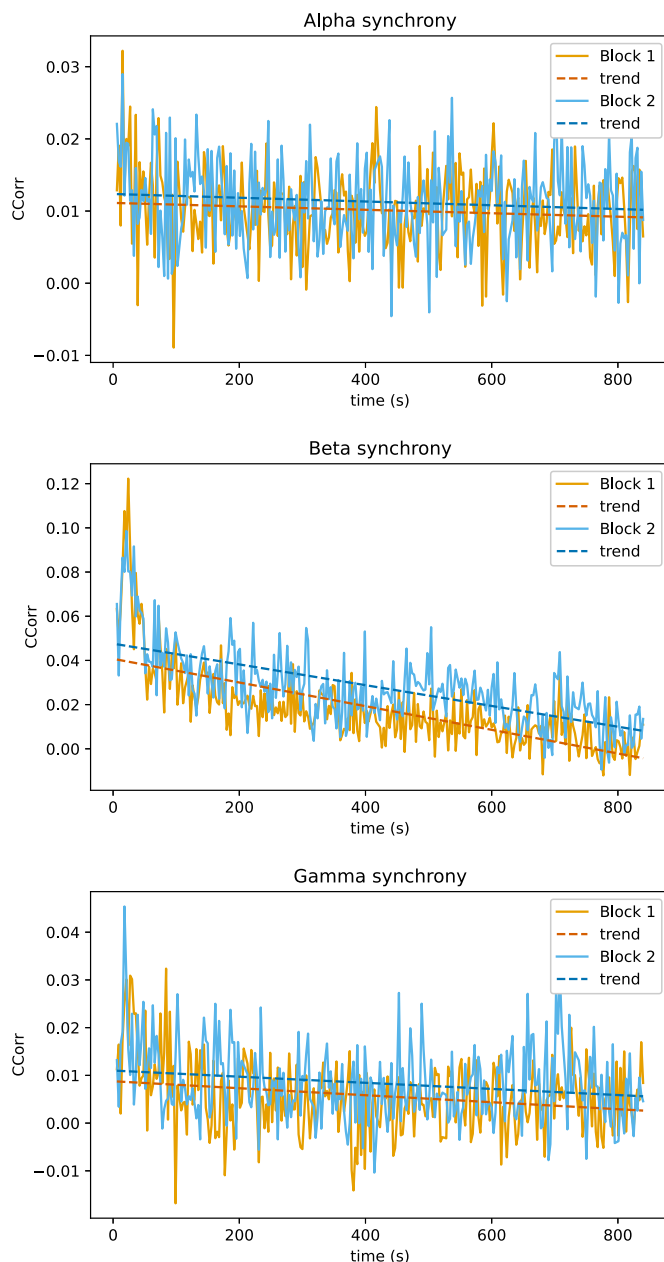 Alpha synchrony
Block 1
trend
Block 2
trend
0.03
0.02
0.01
0.00
−0.01
CCorr
0
200
400
600
800
time (s)
Beta synchrony
Block 1
trend
Block 2
trend
0.12
0.10
0.08
0.06
0.04
0.02
0.00
CCorr
0
200
400
600
800
time (s)
Gamma synchrony
Block 1
trend
Block 2
trend
0.04
0.03
0.02
0.01
0.00
−0.01
CCorr
0
200
400
600
800
time (s)